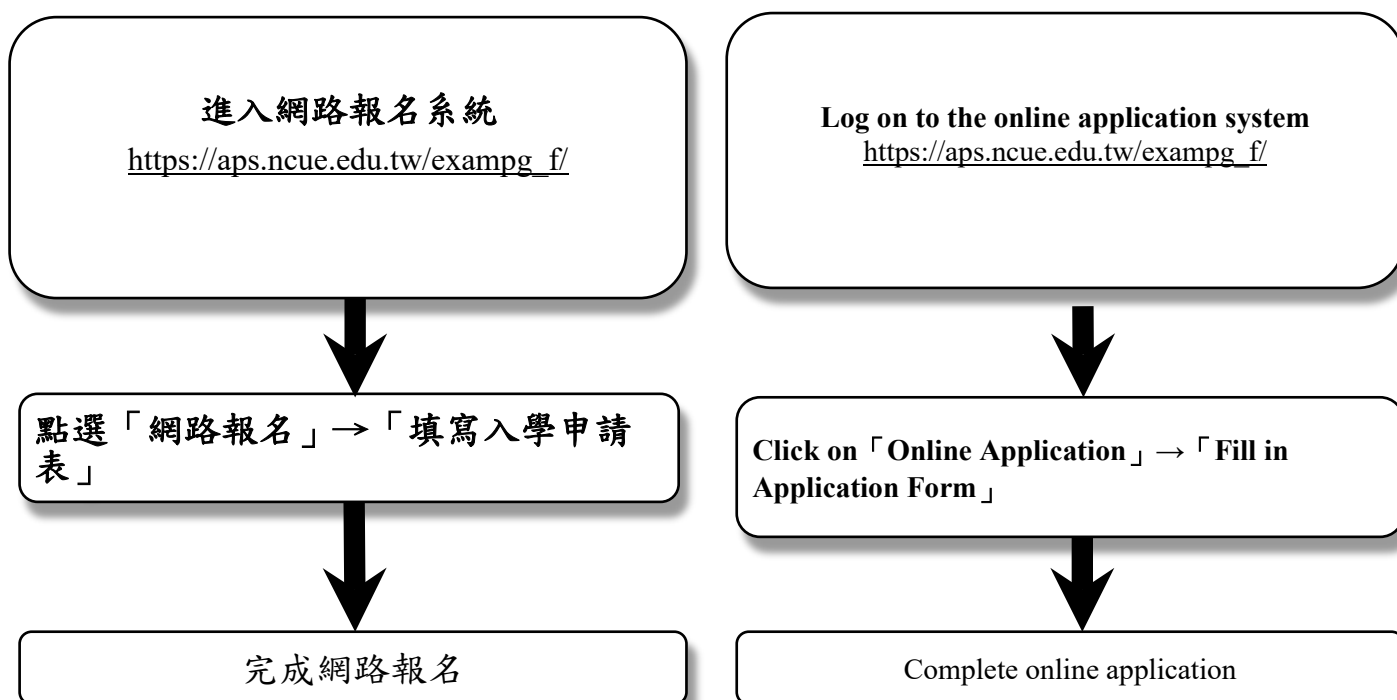 進入網路報名系統
https://aps.ncue.edu.tw/exampg_f/
點選「網路報名」→「填寫入學申請
表」
完成網路報名
Log on to the online application system
https://aps.ncue.edu.tw/exampg_f/
Click on「Online Application」→「Fill in
Application Form」
Complete online application